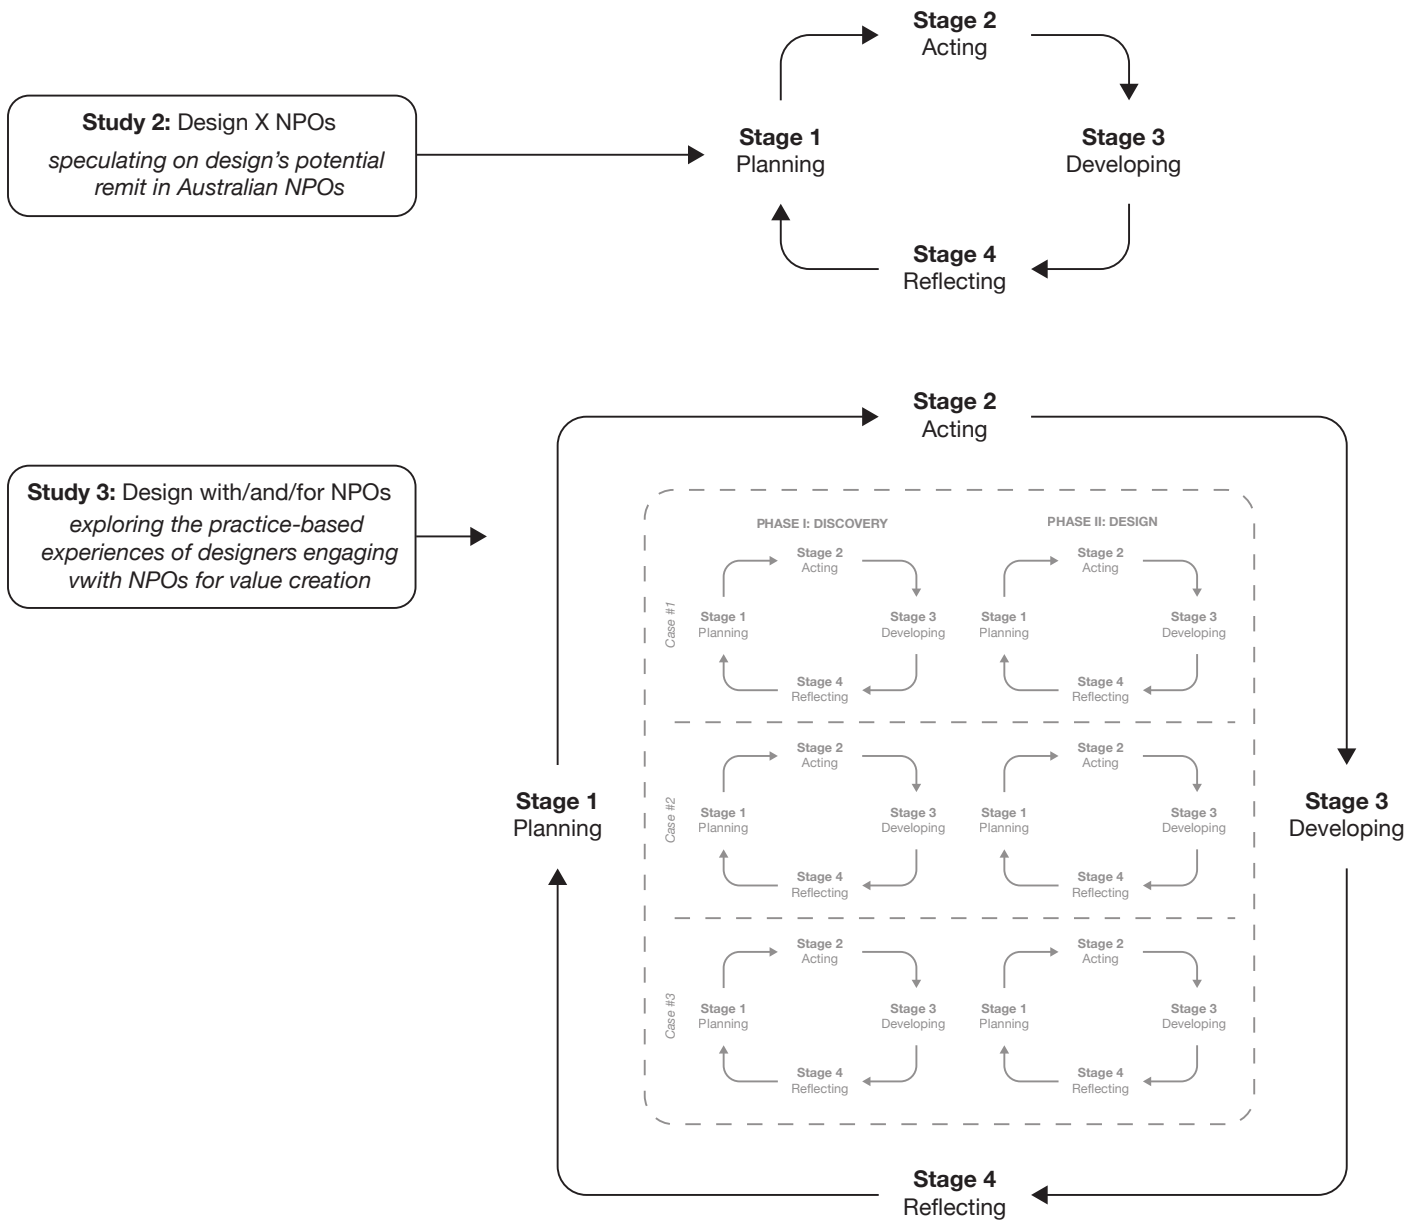 Stage 2
Acting
Study 2: Design X NPOs
speculating on design's potential
remit in Australian NPOs
Stage 1
Planning
Stage 3
Developing
Stage 4
Reflecting
Stage 2
Acting
Study 3: Design with/and/for NPOs
exploring the practice-based
experiences of designers engaging
vwith NPOs for value creation
PHASE I: DISCOVERY
PHASE II: DESIGN
Case #1
Stage 2
Acting
Stage 1
Planning
Stage 3
Developing
Stage 4
Reflecting
Stage 2
Acting
Stage 1
Planning
Stage 3
Developing
Stage 4
Reflecting
Case #2
Stage 2
Acting
Stage 1
Planning
Stage 3
Developing
Stage 4
Reflecting
Stage 2
Acting
Stage 1
Planning
Stage 3
Developing
Stage 4
Reflecting
Stage 1
Planning
Stage 3
Developing
Case #3
Stage 2
Acting
Stage 1
Planning
Stage 3
Developing
Stage 4
Reflecting
Stage 2
Acting
Stage 1
Planning
Stage 3
Developing
Stage 4
Reflecting
Stage 4
Reflecting